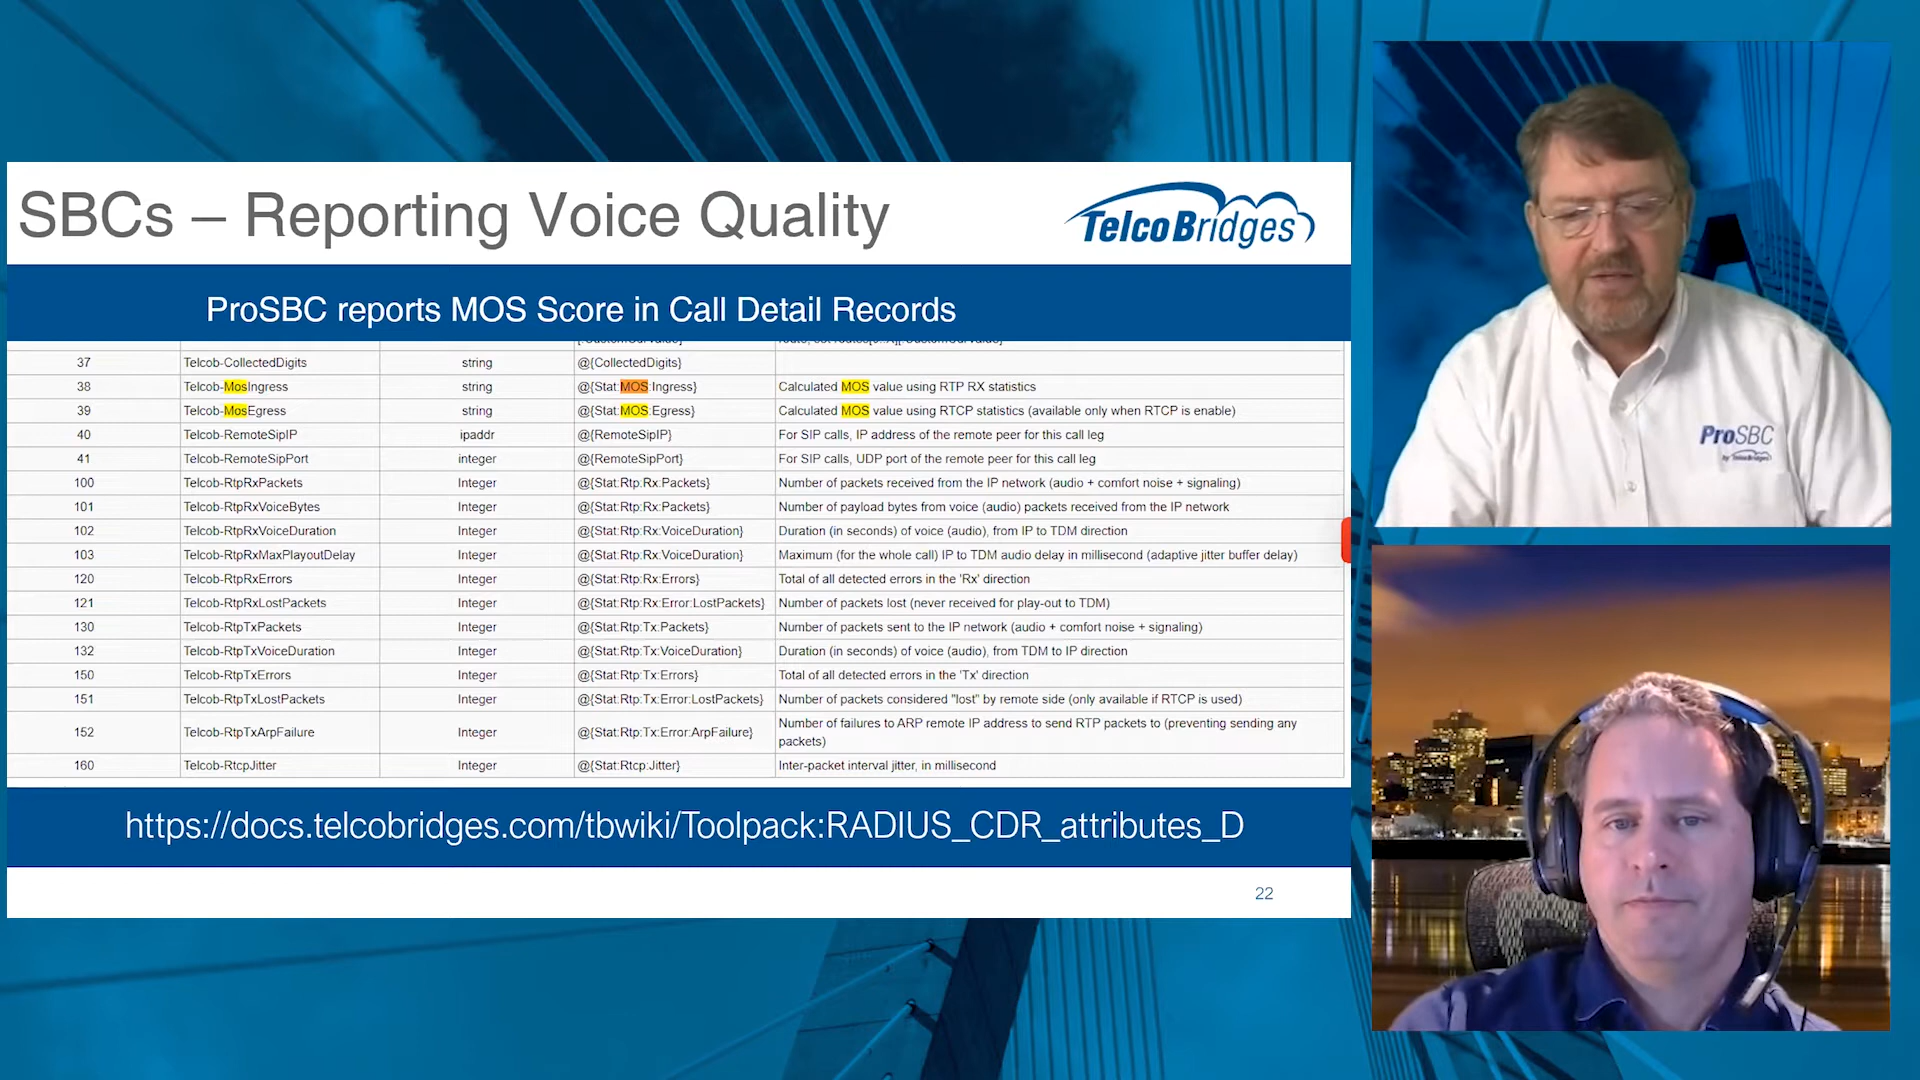 SBCs – Reporting Voice Quality
TelcoBridges
ProSBC reports MOS Score in Call Detail Records
37 Telcob-CollectedDigits string @{CollectedDigits}
38 Telcob-MosIngress string @{Stat:MOS:Ingress} Calculated MOS value using RTP RX statistics
39 Telcob-MosEgress string @{Stat:MOS:Egress} Calculated MOS value using RTCP statistics (available only when RTCP is enable)
40 Telcob-RemoteSipIP ipaddr @{RemoteSipIP} For SIP calls, IP address of the remote peer for this call leg
41 Telcob-RemoteSipPort integer @{RemoteSipPort} For SIP calls, UDP port of the remote peer for this call leg
100 Telcob-RtpRxPackets Integer @{Stat:Rtp:Rx:Packets} Number of packets received from the IP network (audio + comfort noise + signaling)
101 Telcob-RtpRxVoiceBytes Integer @{Stat:Rtp:Rx:Packets} Number of payload bytes from voice (audio) packets received from the IP network
102 Telcob-RtpRxVoiceDuration Integer @{Stat:Rtp:Rx:VoiceDuration} Duration (in seconds) of voice (audio), from IP to TDM direction
103 Telcob-RtpRxMaxPlayoutDelay Integer @{Stat:Rtp:Rx:VoiceDuration} Maximum (for the whole call) IP to TDM audio delay in millisecond (adaptive jitter buffer delay)
120 Telcob-RtpRxErrors Integer @{Stat:Rtp:Rx:Errors} Total of all detected errors in the 'Rx' direction
121 Telcob-RtpRxLostPackets Integer @{Stat:Rtp:Rx:Error:LostPackets} Number of packets lost (never received for play-out to TDM)
130 Telcob-RtpTxPackets Integer @{Stat:Rtp:Tx:Packets} Number of packets sent to the IP network (audio + comfort noise + signaling)
132 Telcob-RtpTxVoiceDuration Integer @{Stat:Rtp:Tx:VoiceDuration} Duration (in seconds) of voice (audio), from TDM to IP direction
150 Telcob-RtpTxErrors Integer @{Stat:Rtp:Tx:Errors} Total of all detected errors in the 'Tx' direction
151 Telcob-RtpTxLostPackets Integer @{Stat:Rtp:Tx:Error:LostPackets} Number of packets considered "lost" by remote side (only available if RTCP is used)
152 Telcob-RtpTxArpFailure Integer @{Stat:Rtp:Tx:Error:ArpFailure} Number of failures to ARP remote IP address to send RTP packets to (preventing sending any
packets)
160 Telcob-RtcpJitter Integer @{Stat:Rtcp:Jitter} Inter-packet interval jitter, in millisecond
https://docs.telcobridges.com/tbwiki/Toolpack:RADIUS_CDR_attributes_D
22
ProSBC
by TelcoBridges